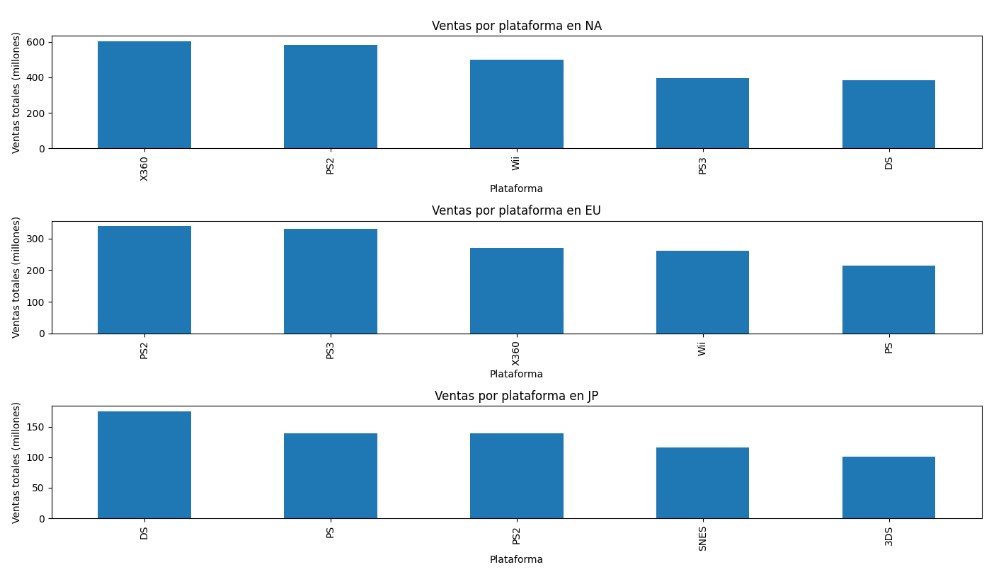 Ventas por plataforma en NA
Ventas totales (millones)
600
400
200
0
X360 PS2 Wii PS3 DS
Plataforma
Ventas por plataforma en EU
Ventas totales (millones)
300
200
100
0
PS2 PS3 X360 Wii PS
Plataforma
Ventas por plataforma en JP
Ventas totales (millones)
150
100
50
0
DS PS PS2 SNES 3DS
Plataforma